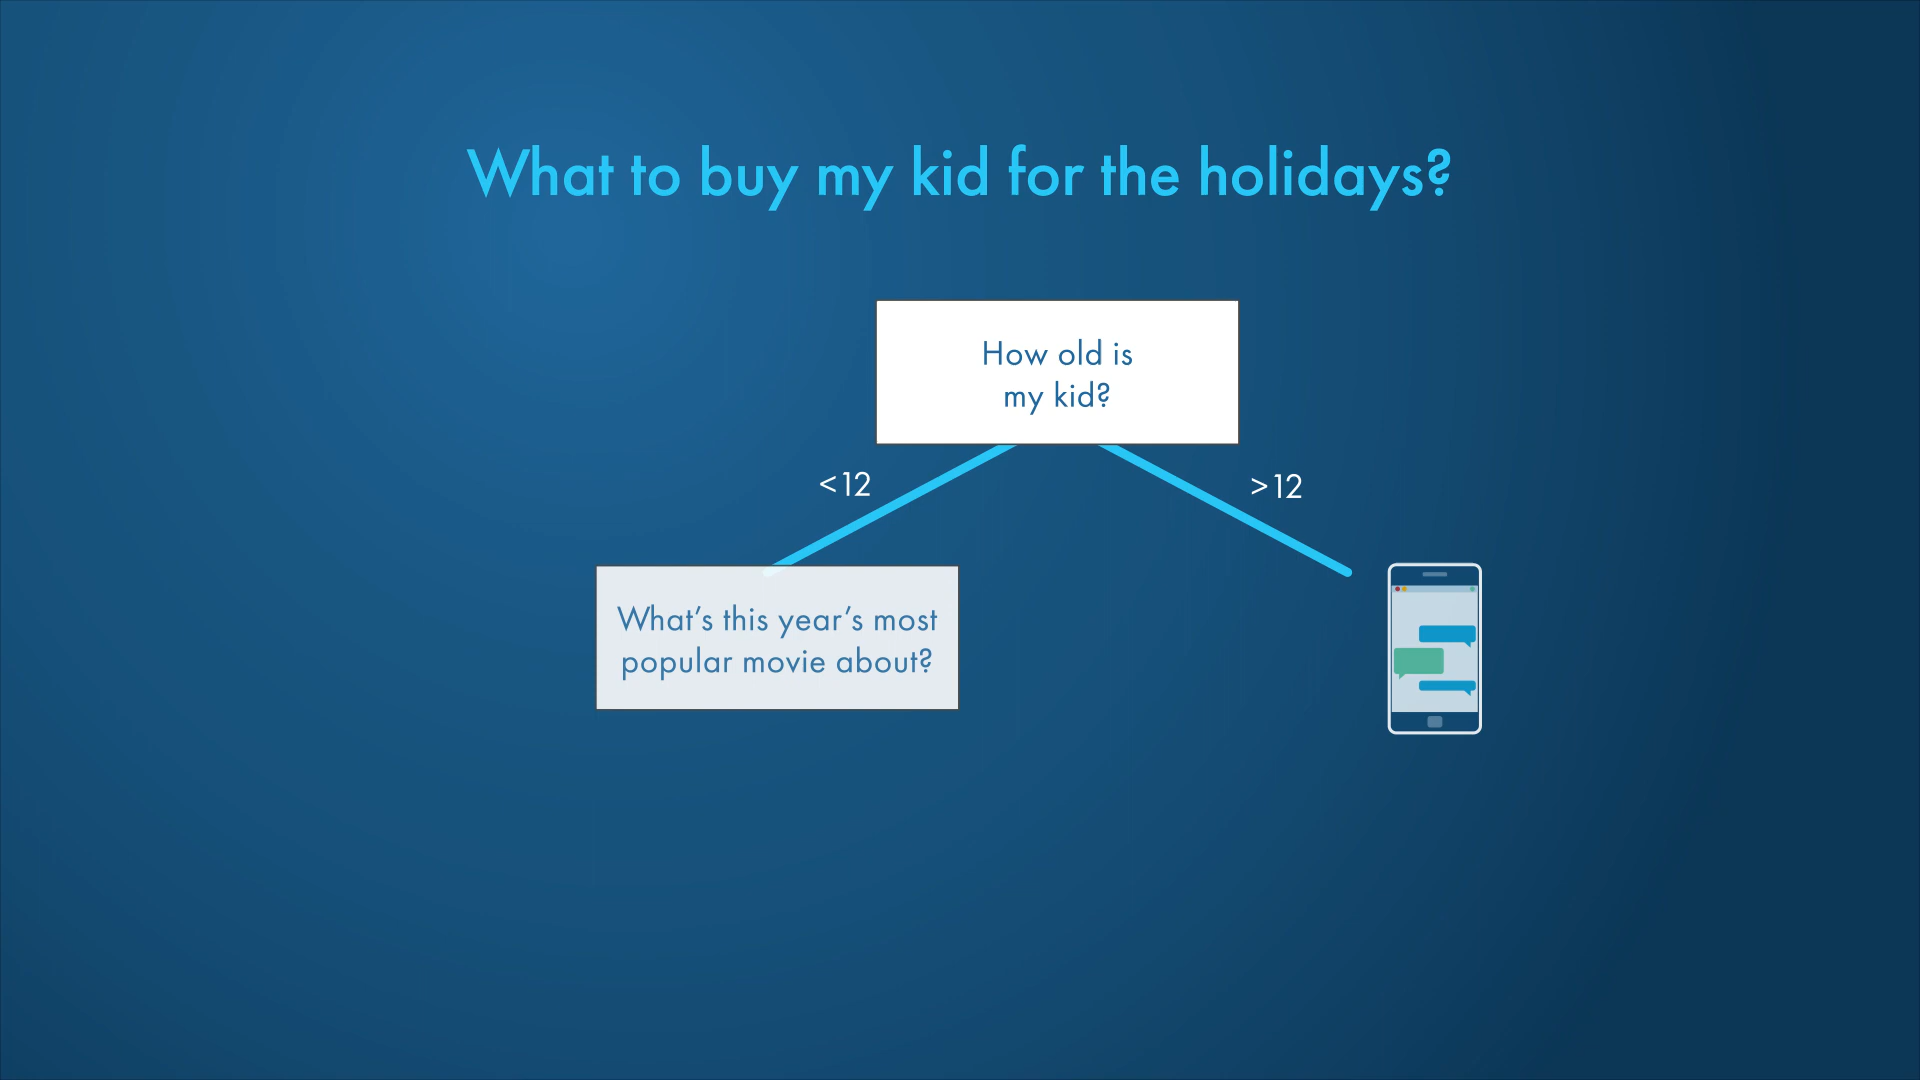 What to buy my kid for the holidays?
How old is
my kid?
<12
>12
What's this year's most
popular movie about?